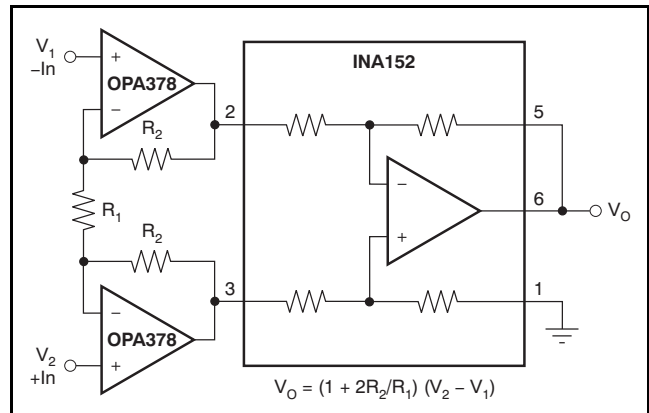 V1
–In
+
OPA378
–
R2
R1
R2
–
OPA378
+
V2
+In
INA152
2
5
–
+
6
VO
3
1
VO = (1 + 2R2/R1) (V2 – V1)